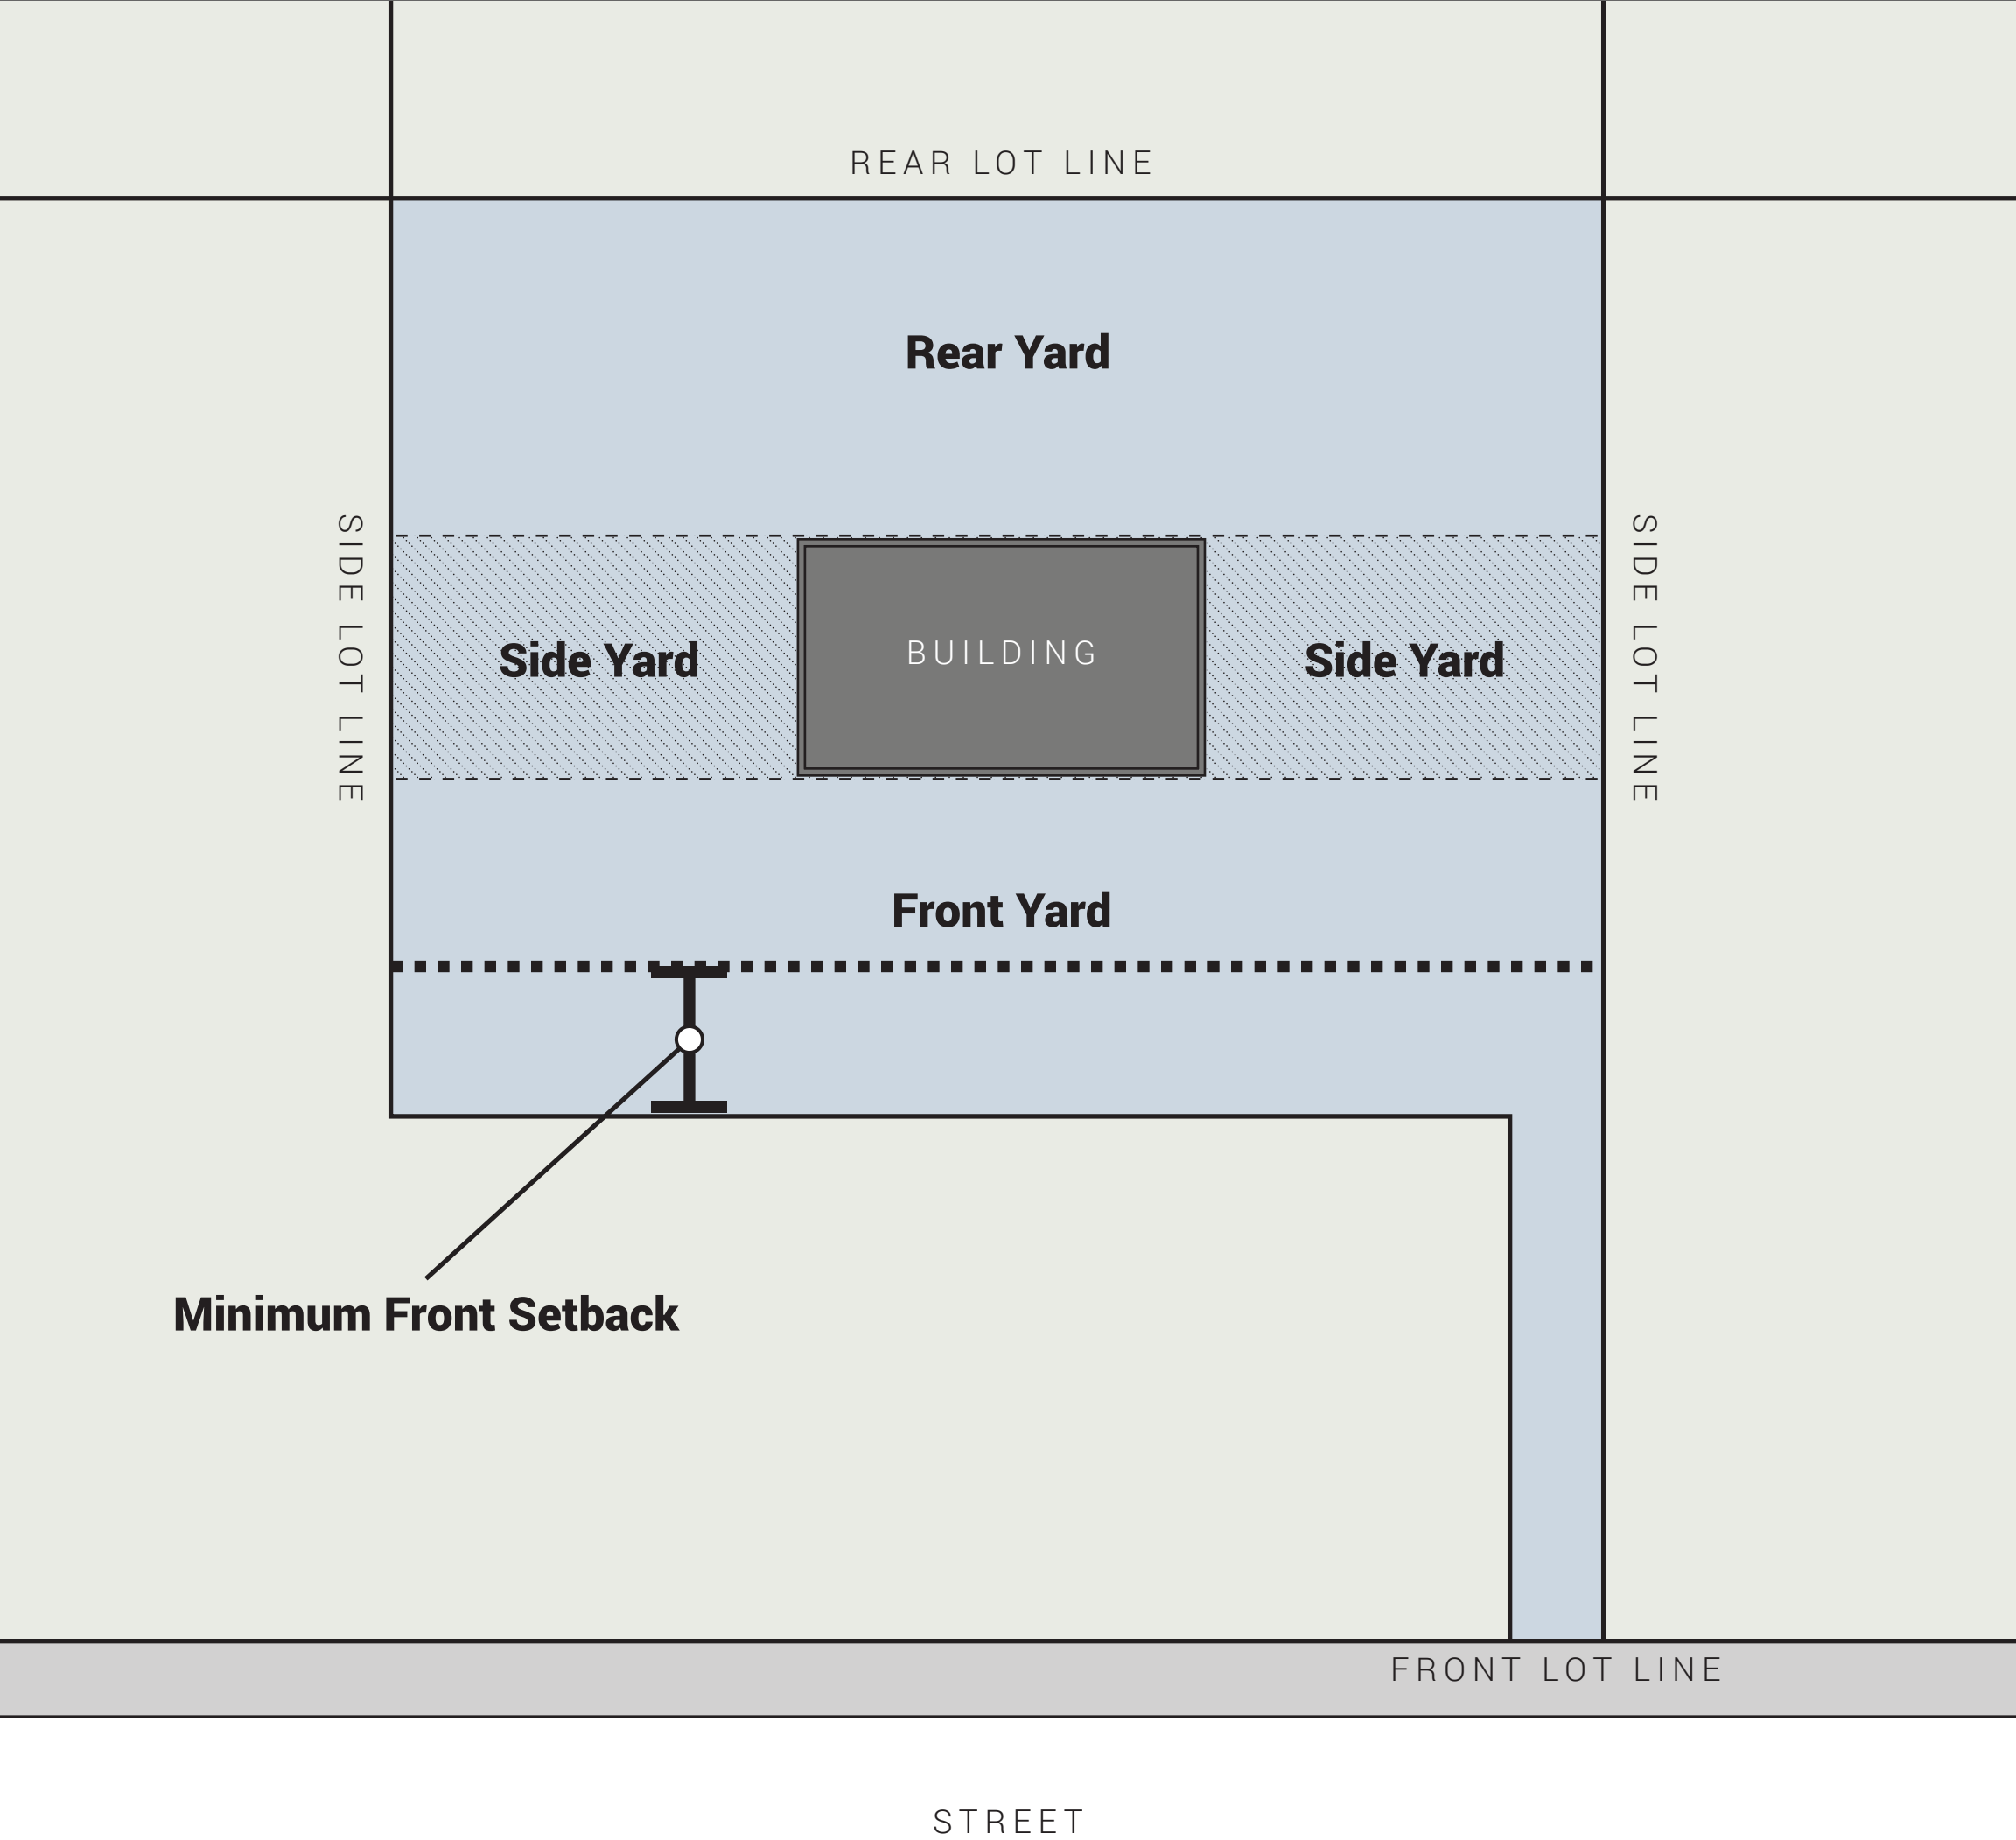 REAR LOT LINE
Rear Yard
SIDE LOT LINE
Side Yard
BUILDING
Side Yard
SIDE LOT LINE
Front Yard
Minimum Front Setback
FRONT LOT LINE
STREET